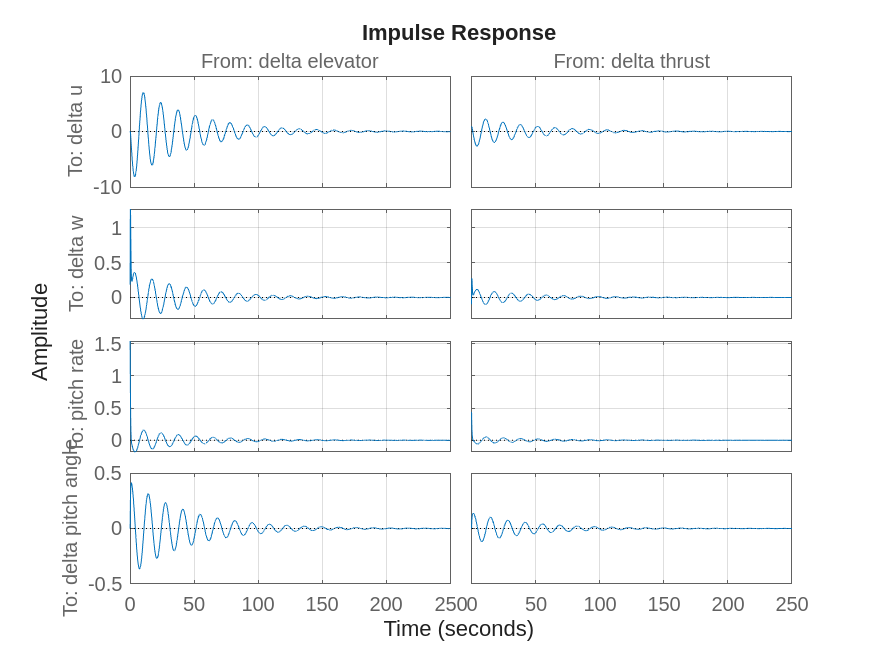 Impulse Response
From: delta elevator
From: delta thrust
To: delta u
10
0
-10
To: delta w
1
0.5
0
To: pitch rate
1.5
1
0.5
0
To: delta pitch angle
0.5
0
-0.5
0
50
100
150
200
250
0
50
100
150
200
250
Amplitude
Time (seconds)